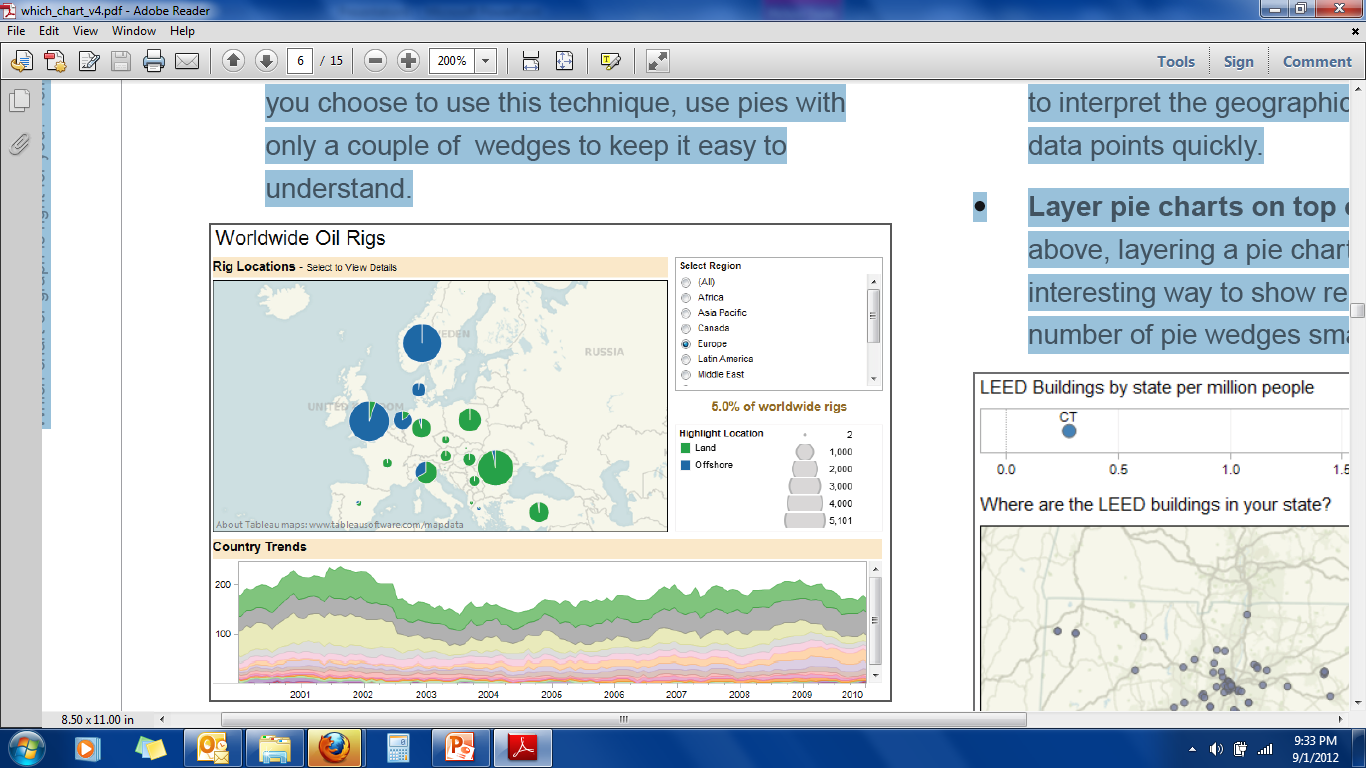 which_chart_v4.pdf - Adobe Reader
File Edit View Window Help
6 / 15 200% Tools Sign Comment
you choose to use this technique, use pies with
only a couple of wedges to keep it easy to
understand.
Worldwide Oil Rigs
Rig Locations - Select to View Details
SWEDEN
RUSSIA
UNITED KINGDOM
About Tableau maps: www.tableausoftware.com/mapdata
Select Region
(All)
Africa
Asia Pacific
Canada
Europe
Latin America
Middle East
6.0% of worldwide rigs
Highlight Location
Land
Offshore
2
1,000
2,000
3,000
4,000
5,101
Country Trends
200
100
2001 2002 2003 2004 2005 2006 2007 2008 2009 2010
to interpret the geographic
data points quickly.
• Layer pie charts on top
above, layering a pie chart
interesting way to show re
number of pie wedges sma
LEED Buildings by state per million people
CT
0.0 0.5 1.0 1.5
Where are the LEED buildings in your state?
8.50 x 11.00 in
9:33 PM
9/1/2012